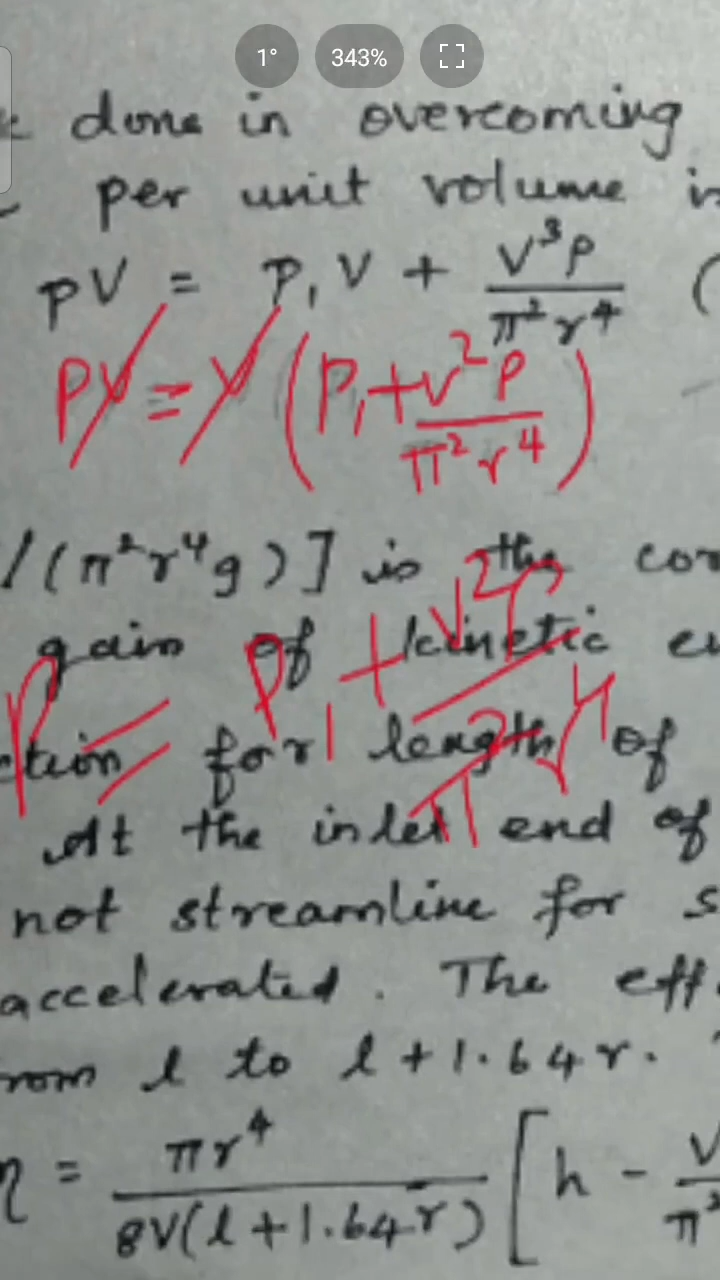 1° 343%
done in overcoming
per unit volume
pV = p₁V + V³ρ/π²r⁴ (
PV = V (P₁ + v²ρ/π²r⁴)
/(π²r⁴g)] is the
gain of kinetic
P = P₁ + V²ρ/π²r⁴
for length of
At the inlet end of
not streamline for s
accelerated. The eff
l to l + 1.64r.
η = πr⁴/8V(l + 1.64r) [h - V/π²